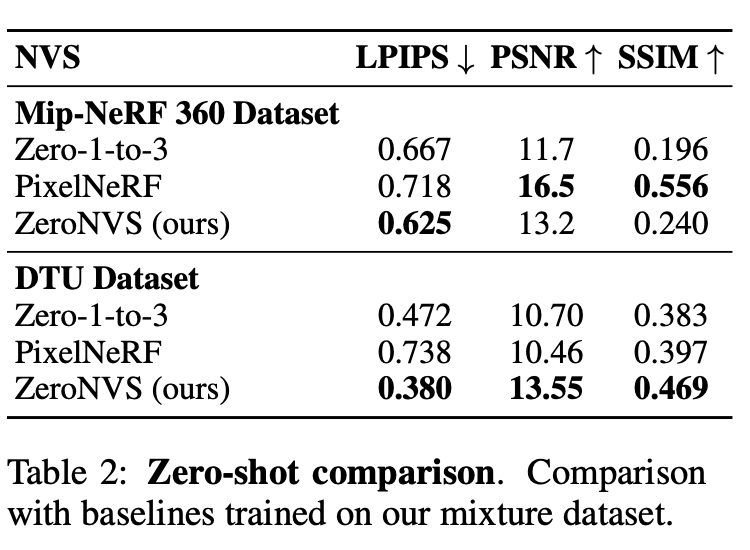 NVS LPIPS ↓ PSNR ↑ SSIM ↑
Mip-NeRF 360 Dataset
Zero-1-to-3 0.667 11.7 0.196
PixelNeRF 0.718 16.5 0.556
ZeroNVS (ours) 0.625 13.2 0.240
DTU Dataset
Zero-1-to-3 0.472 10.70 0.383
PixelNeRF 0.738 10.46 0.397
ZeroNVS (ours) 0.380 13.55 0.469
Table 2: Zero-shot comparison. Comparison
with baselines trained on our mixture dataset.